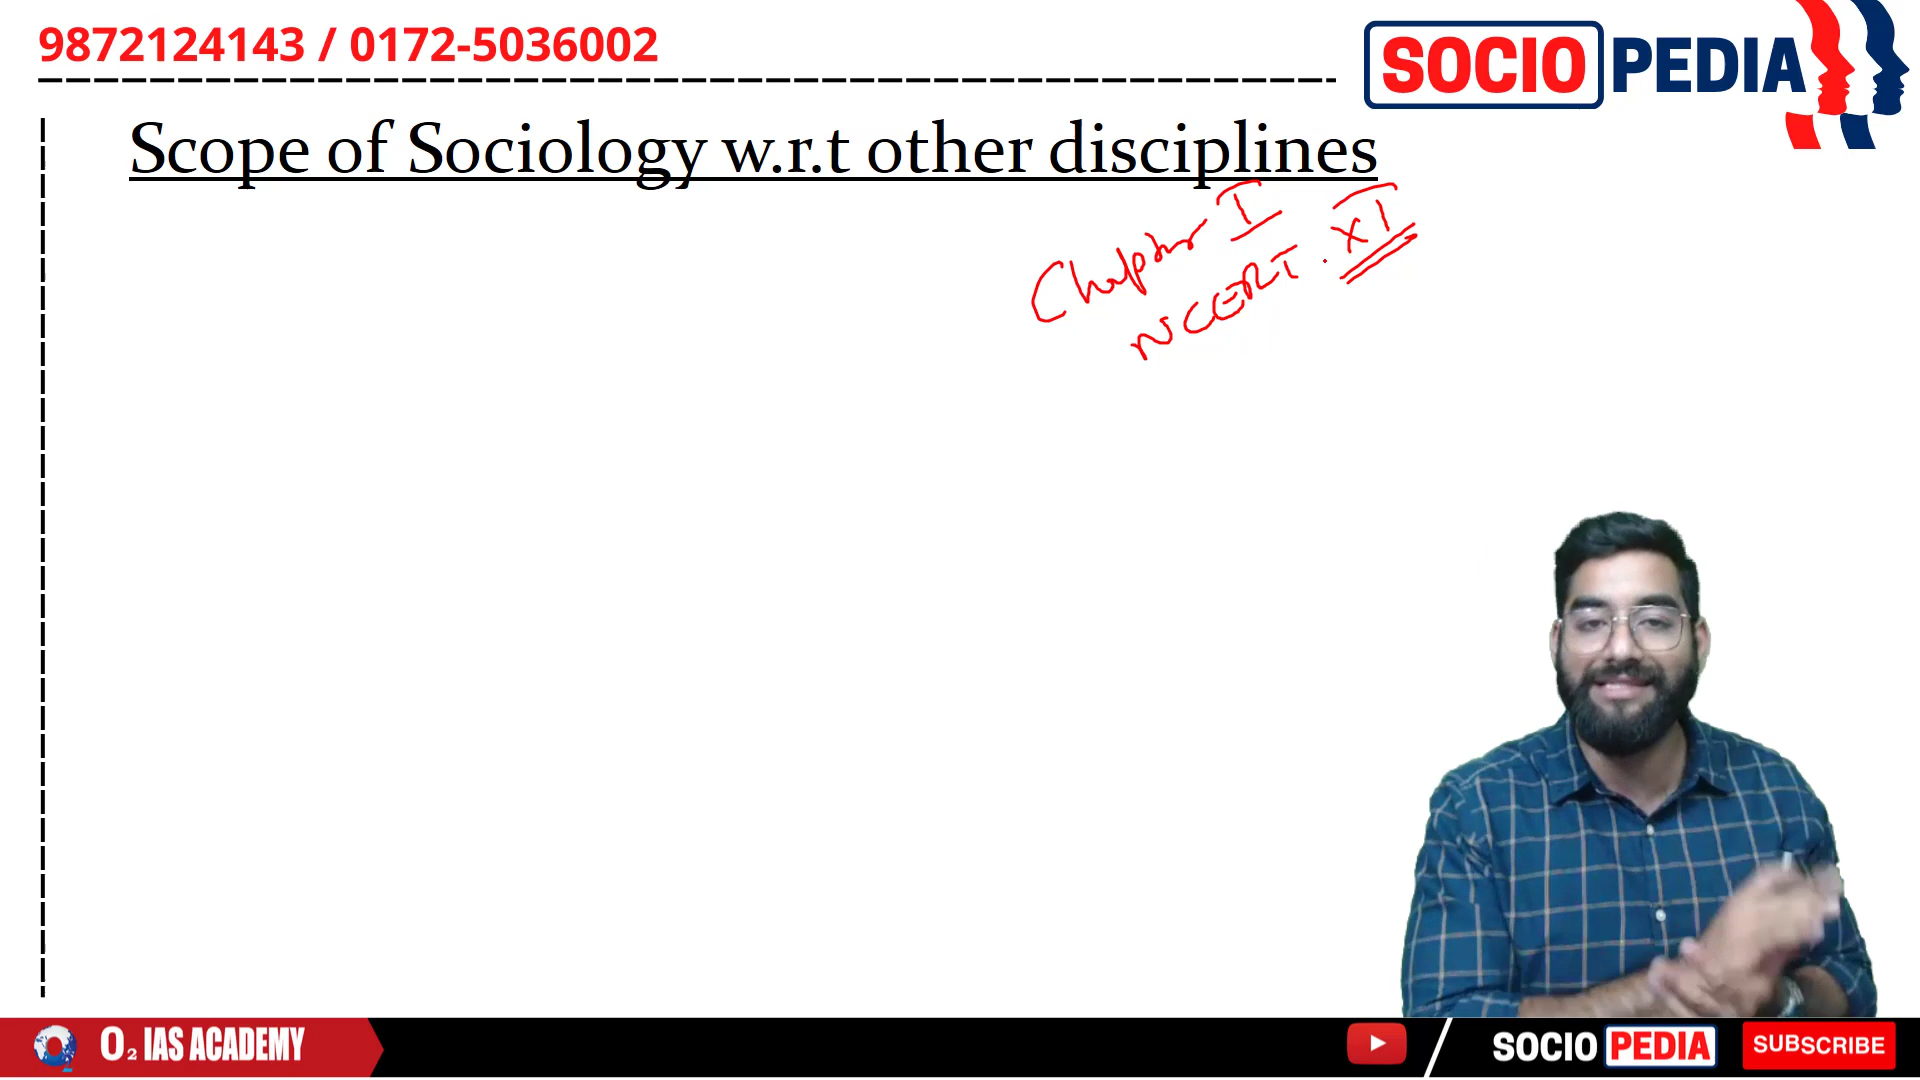 9872124143 / 0172-5036002
SOCIO PEDIA
Scope of Sociology w.r.t other disciplines
Chapter I
NCERT. XI
O2 IAS ACADEMY
SOCIO PEDIA
SUBSCRIBE